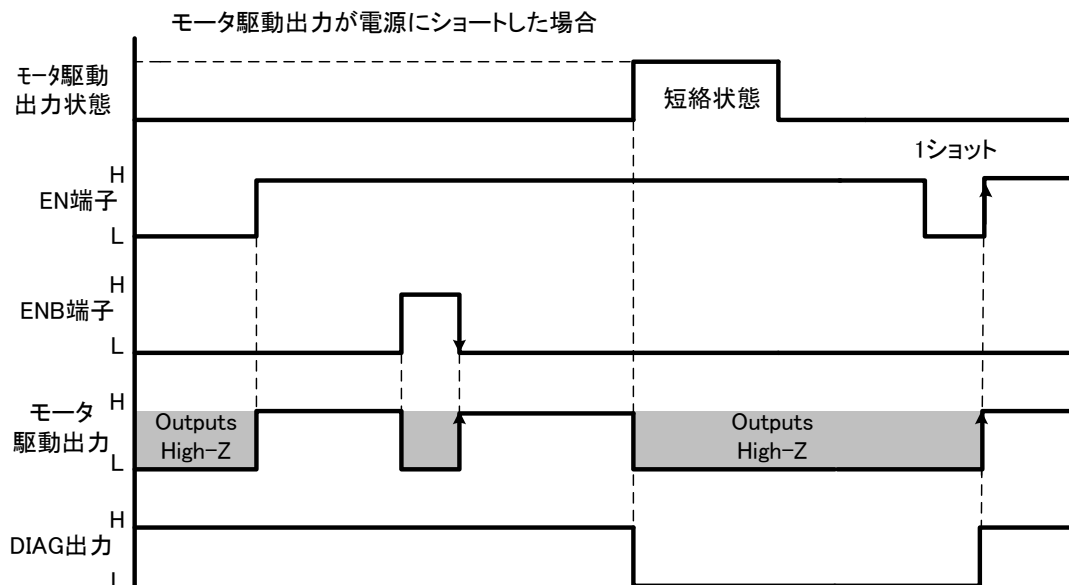 モータ駆動出力が電源にショートした場合
モータ駆動
出力状態
短絡状態
1ショット
H
EN端子
L
H
ENB端子
L
H
モータ
駆動出力
L
Outputs
High-Z
Outputs
High-Z
H
DIAG出力
L